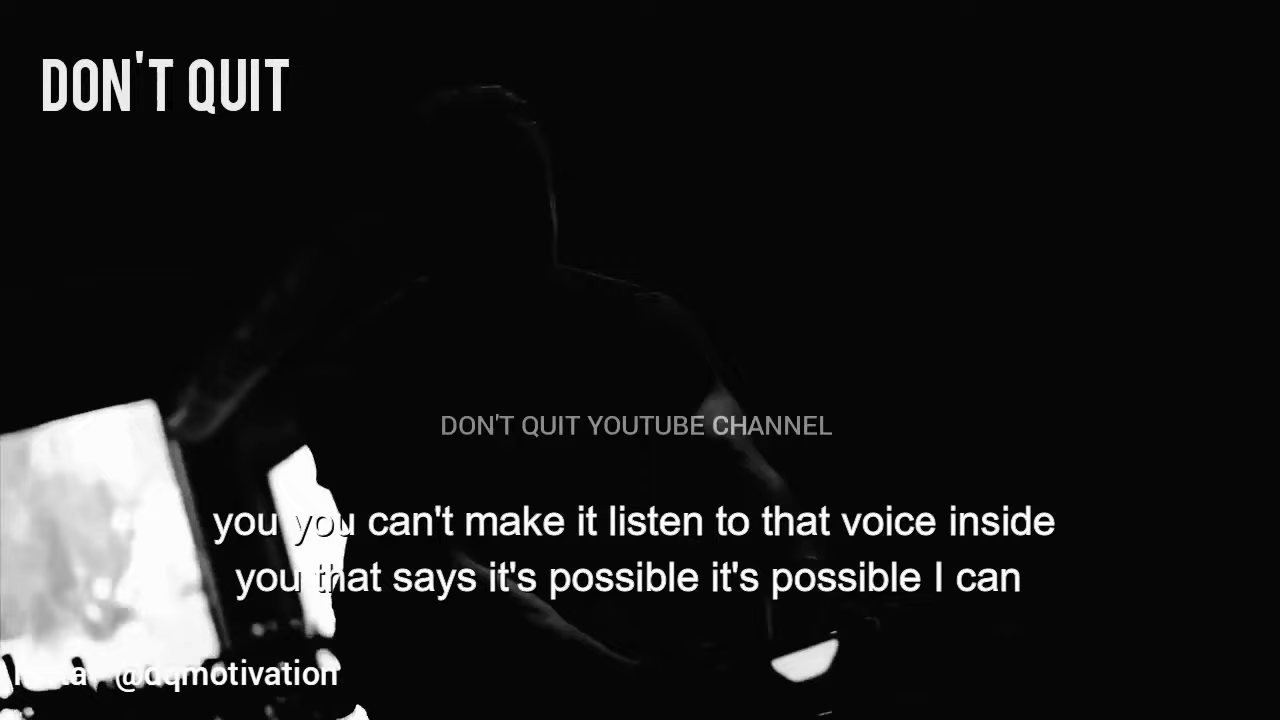 DON'T QUIT
DON'T QUIT YOUTUBE CHANNEL
you you can't make it listen to that voice inside
you that says it's possible it's possible I can
@dqmotivation